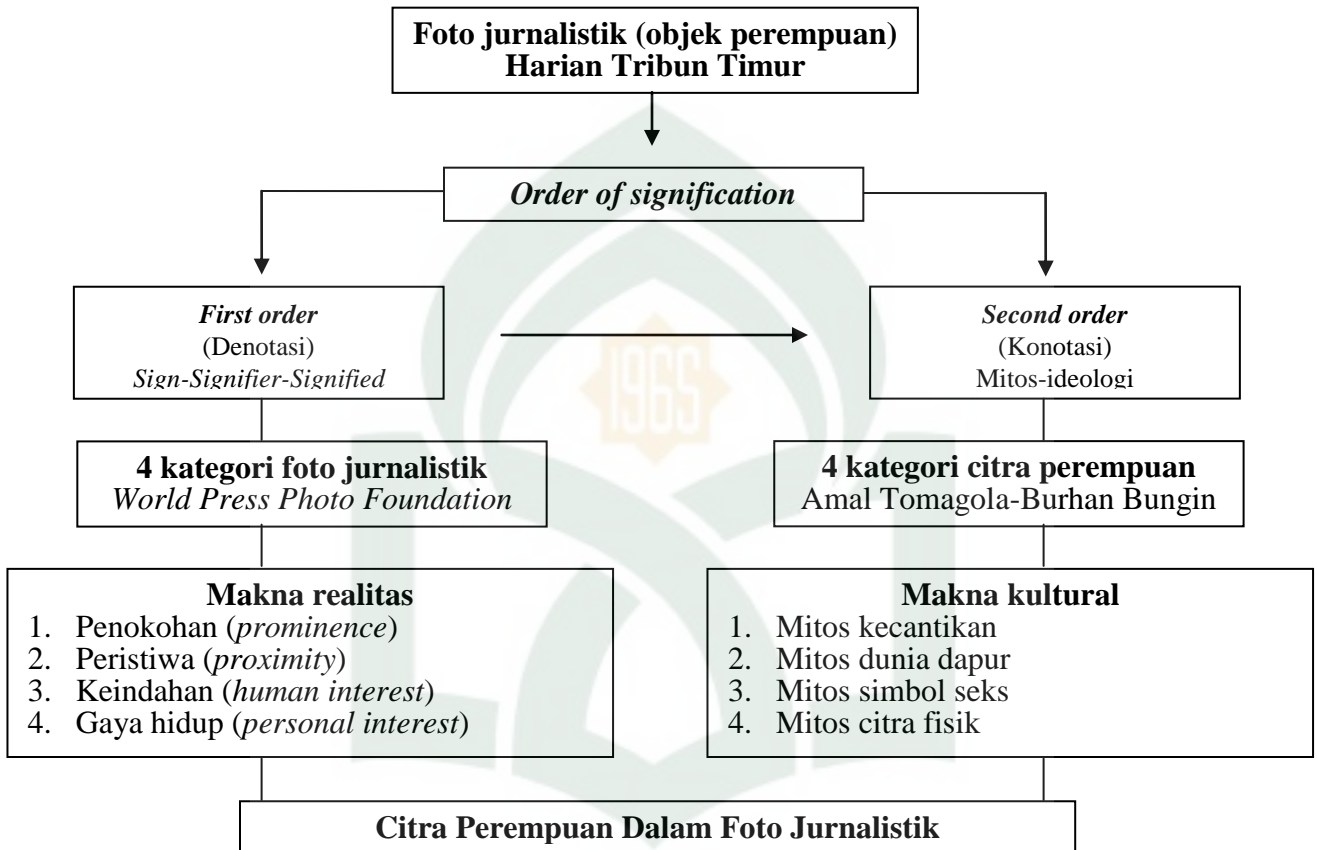 Foto jurnalistik (objek perempuan)
Harian Tribun Timur
Order of signification
First order
(Denotasi)
Sign-Signifier-Signified
Second order
(Konotasi)
Mitos-ideologi
1965
4 kategori foto jurnalistik
World Press Photo Foundation
4 kategori citra perempuan
Amal Tomagola-Burhan Bungin
Makna realitas
1. Penokohan (prominence)
2. Peristiwa (proximity)
3. Keindahan (human interest)
4. Gaya hidup (personal interest)
Makna kultural
1. Mitos kecantikan
2. Mitos dunia dapur
3. Mitos simbol seks
4. Mitos citra fisik
Citra Perempuan Dalam Foto Jurnalistik